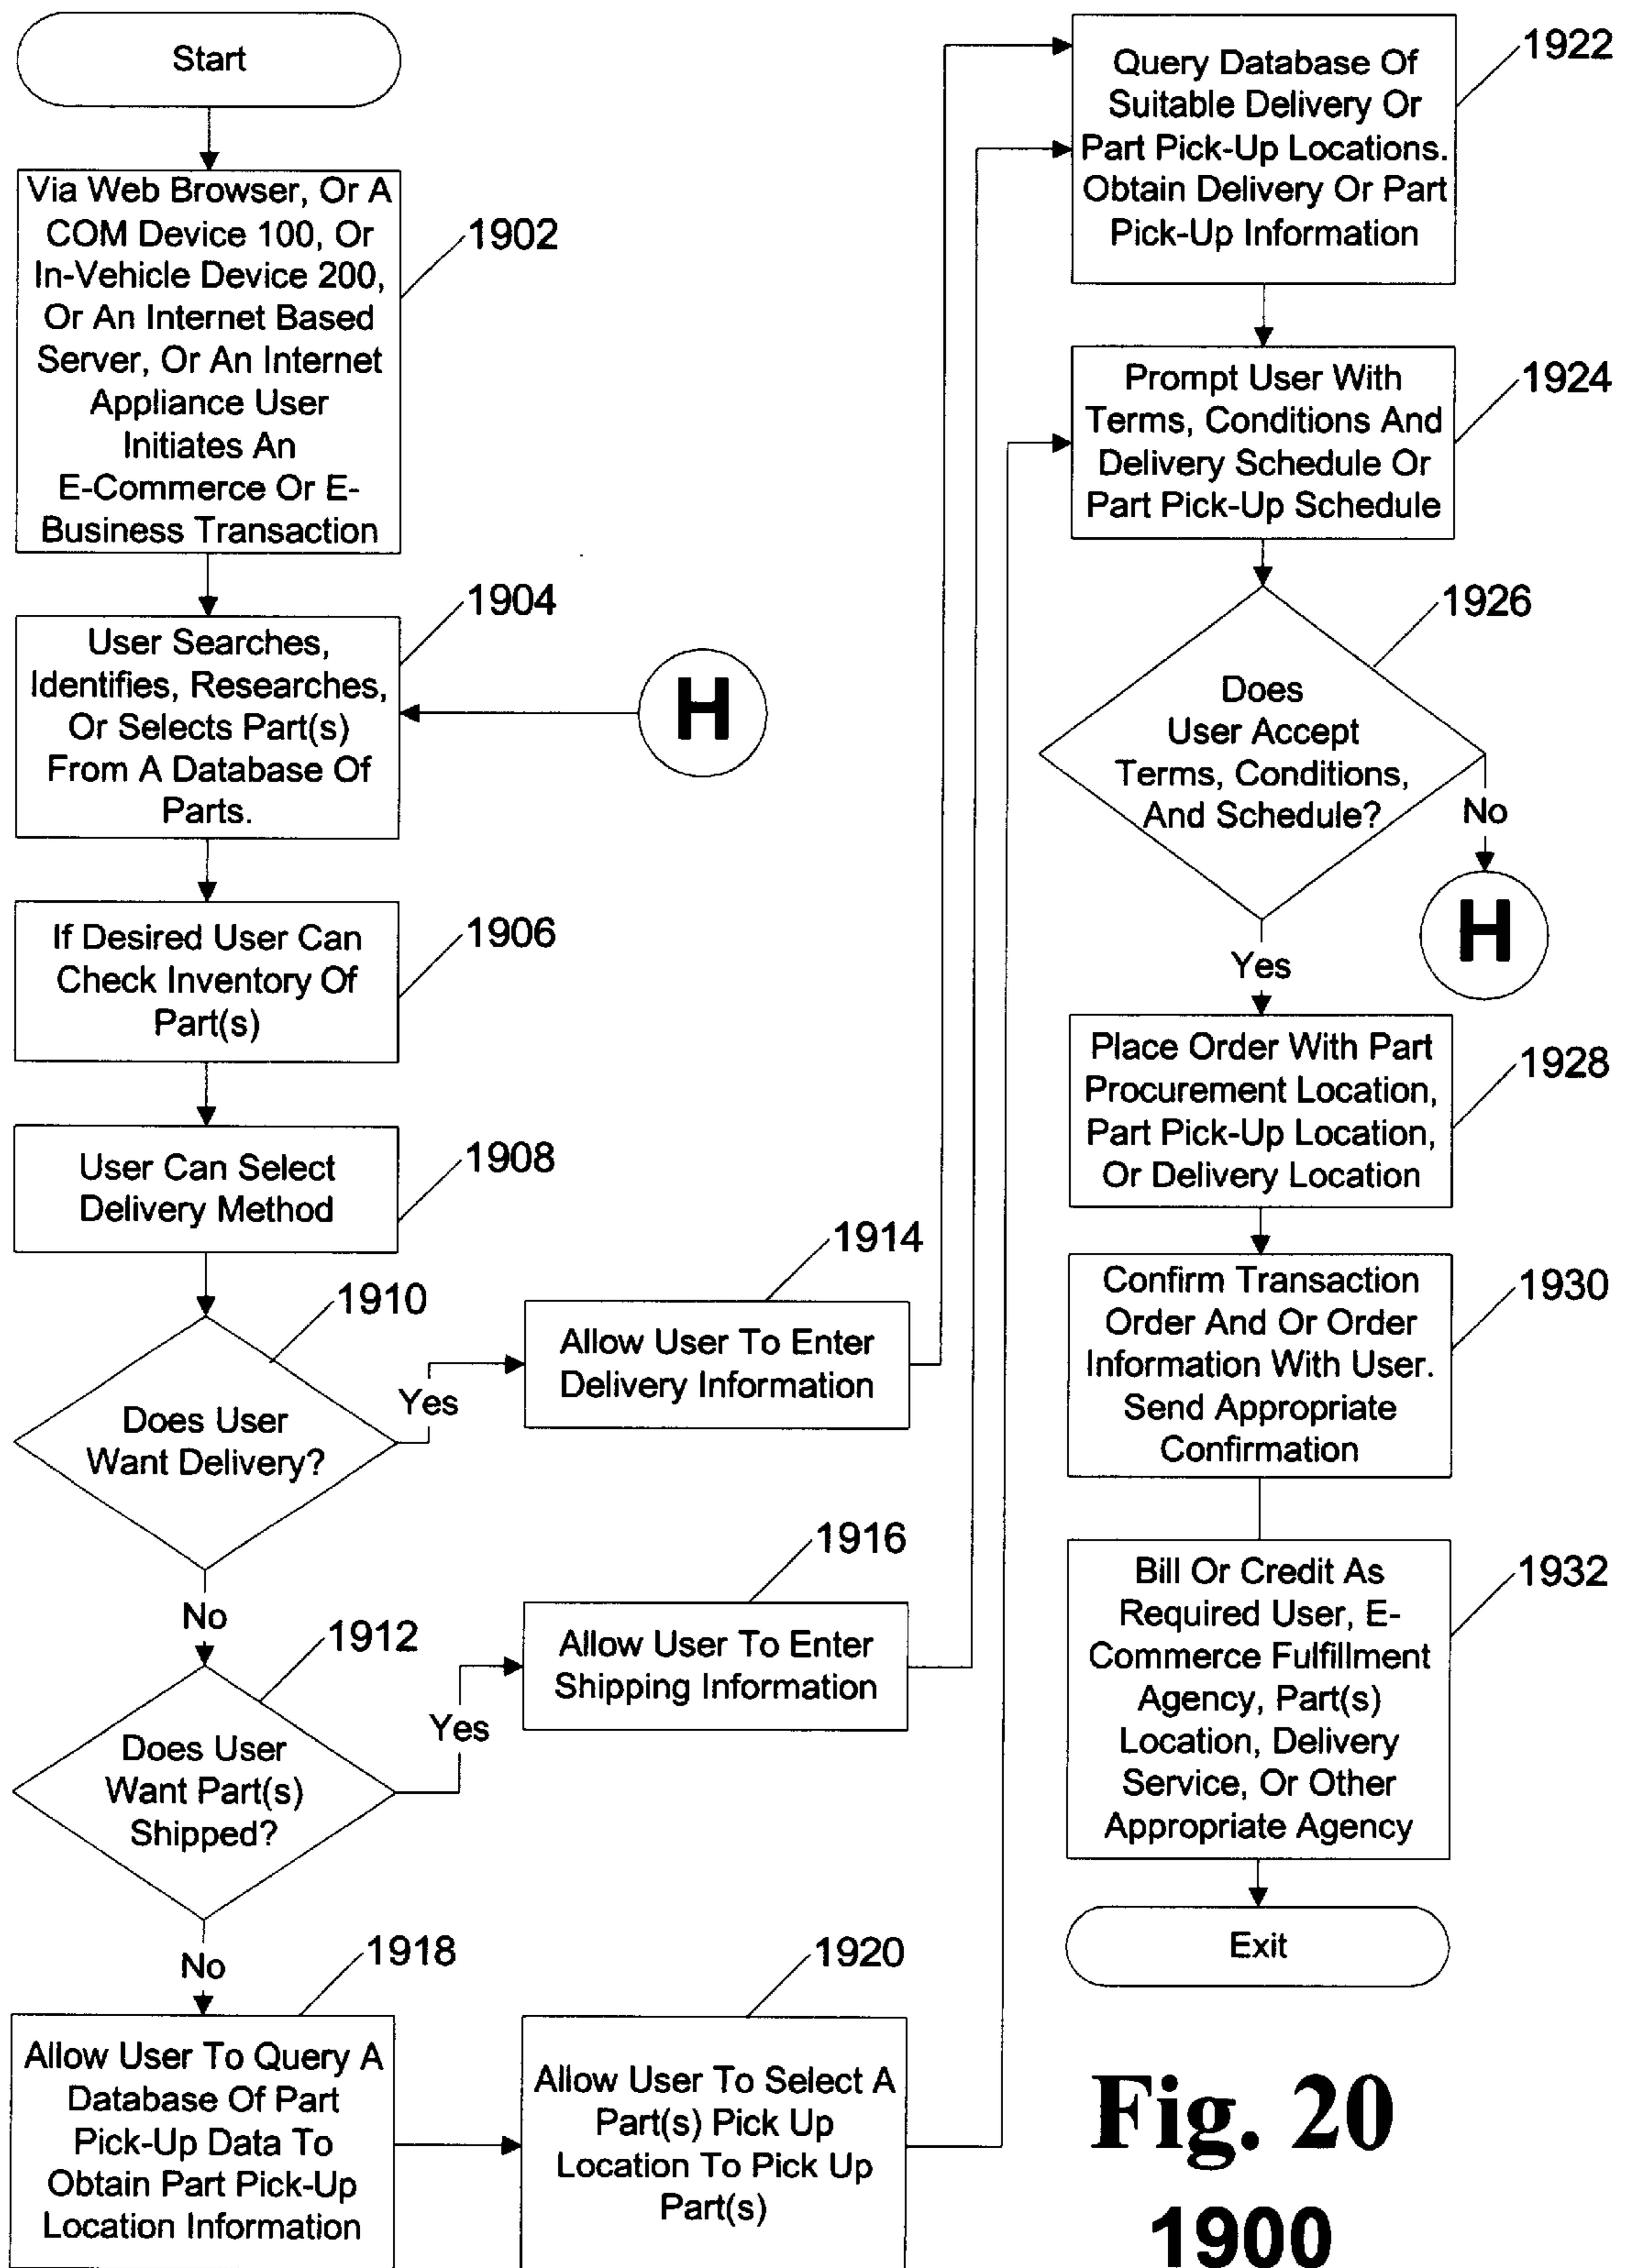 Start
Via Web Browser, Or A
COM Device 100, Or
In-Vehicle Device 200,
Or An Internet Based
Server, Or An Internet
Appliance User
Initiates An
E-Commerce Or E-
Business Transaction
1902
User Searches,
Identifies, Researches,
Or Selects Part(s)
From A Database Of
Parts.
1904
H
If Desired User Can
Check Inventory Of
Part(s)
1906
User Can Select
Delivery Method
1908
Does User
Want Delivery?
1910
Yes
No
Allow User To Enter
Delivery Information
1914
Does User
Want Part(s)
Shipped?
1912
Yes
No
Allow User To Enter
Shipping Information
1916
Allow User To Query A
Database Of Part
Pick-Up Data To
Obtain Part Pick-Up
Location Information
1918
Allow User To Select A
Part(s) Pick Up
Location To Pick Up
Part(s)
1920
Query Database Of
Suitable Delivery Or
Part Pick-Up Locations.
Obtain Delivery Or Part
Pick-Up Information
1922
Prompt User With
Terms, Conditions And
Delivery Schedule Or
Part Pick-Up Schedule
1924
Does
User Accept
Terms, Conditions,
And Schedule?
1926
No
H
Yes
Place Order With Part
Procurement Location,
Part Pick-Up Location,
Or Delivery Location
1928
Confirm Transaction
Order And Or Order
Information With User.
Send Appropriate
Confirmation
1930
Bill Or Credit As
Required User, E-
Commerce Fulfillment
Agency, Part(s)
Location, Delivery
Service, Or Other
Appropriate Agency
1932
Exit
Fig. 20
1900